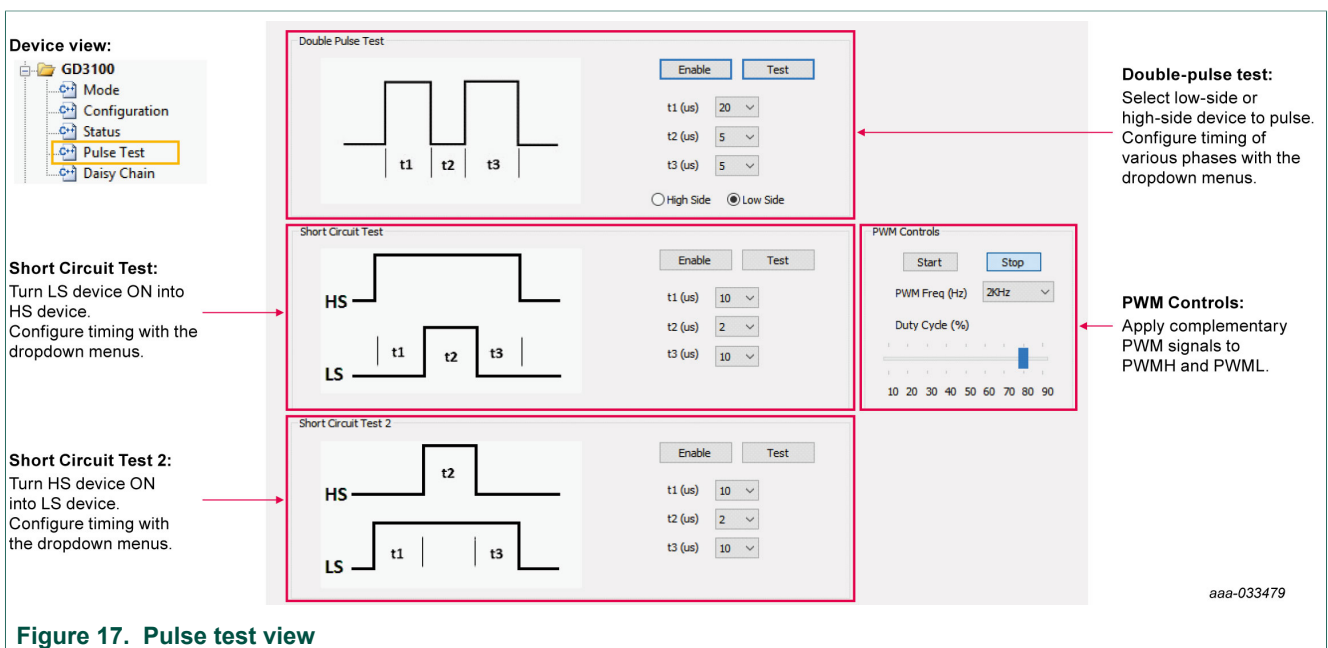 Device view:
GD3100
Mode
Configuration
Status
Pulse Test
Daisy Chain
Short Circuit Test:
Turn LS device ON into
HS device.
Configure timing with the
dropdown menus.
Short Circuit Test 2:
Turn HS device ON
into LS device.
Configure timing with
the dropdown menus.
Double Pulse Test
t1 t2 t3
Enable Test
t1 (us) 20
t2 (us) 5
t3 (us) 5
High Side Low Side
Short Circuit Test
HS
t1 t2 t3
LS
Enable Test
t1 (us) 10
t2 (us) 2
t3 (us) 10
Short Circuit Test 2
HS
t2
LS
t1 t3
Enable Test
t1 (us) 10
t2 (us) 2
t3 (us) 10
PWM Controls
Start Stop
PWM Freq (Hz) 2KHz
Duty Cycle (%)
10 20 30 40 50 60 70 80 90
Double-pulse test:
Select low-side or
high-side device to pulse.
Configure timing of
various phases with the
dropdown menus.
PWM Controls:
Apply complementary
PWM signals to
PWMH and PWML.
aaa-033479
Figure 17. Pulse test view